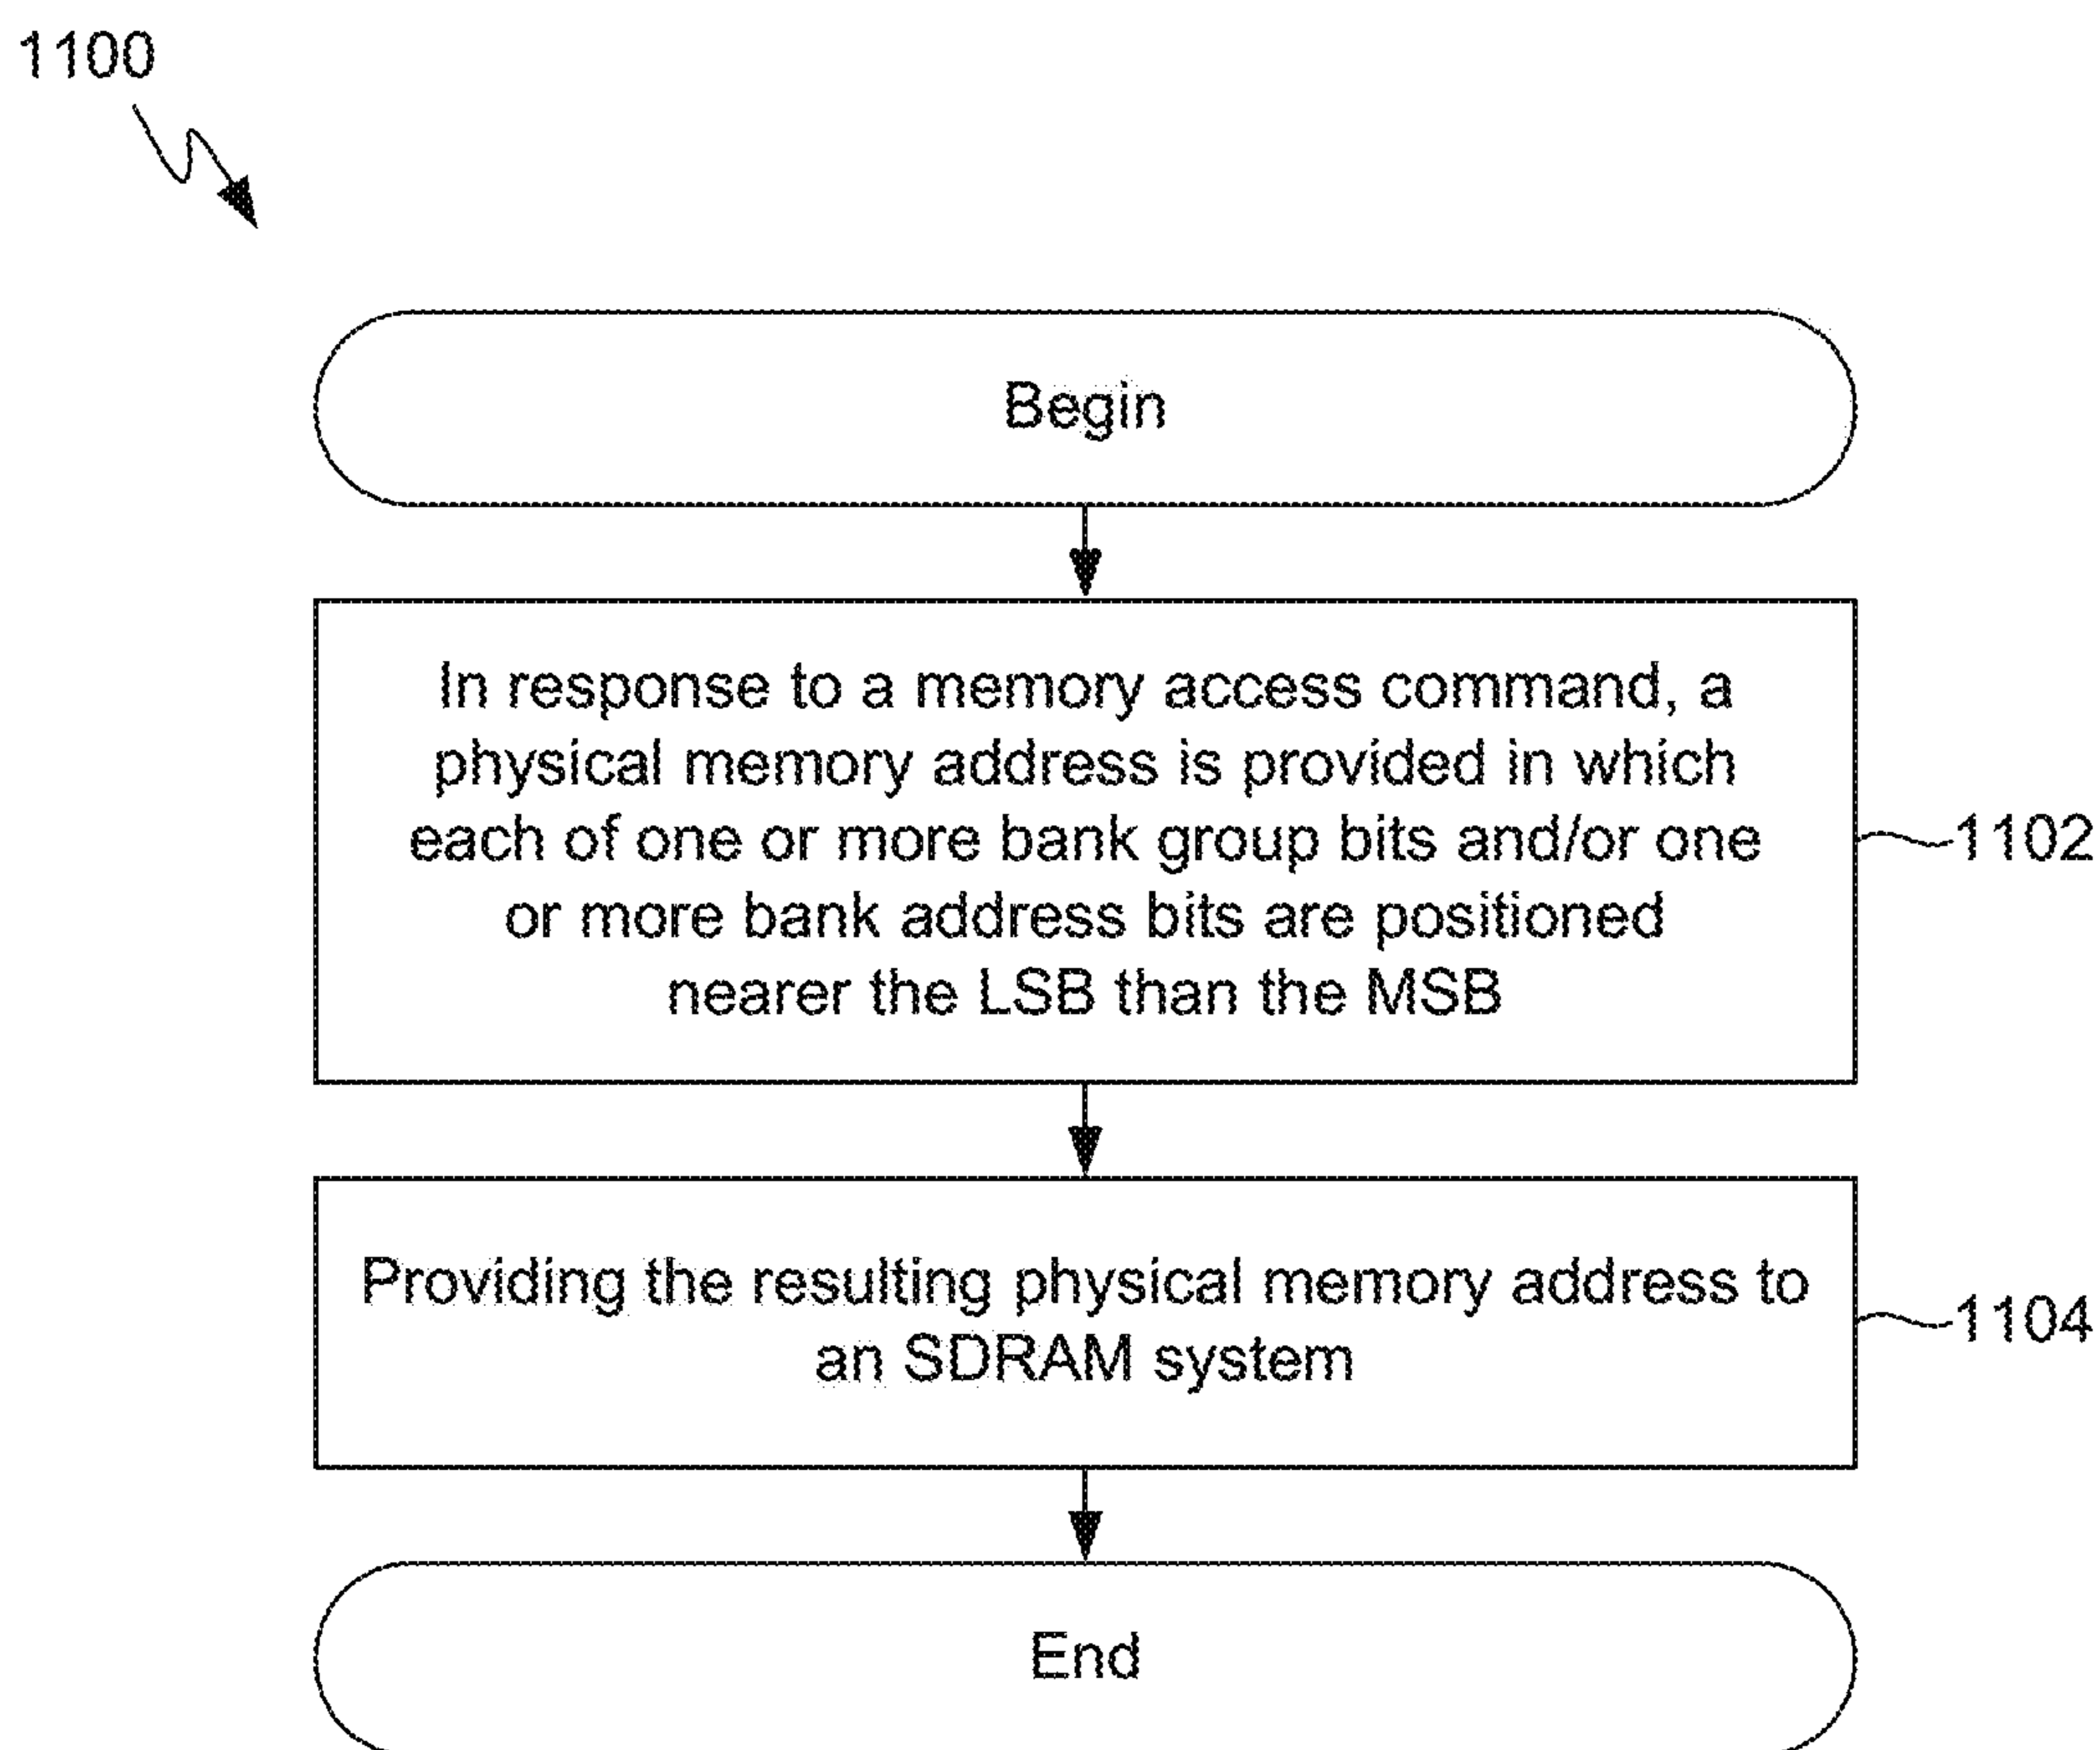 1100
Begin
In response to a memory access command, a
physical memory address is provided in which
each of one or more bank group bits and/or one
or more bank address bits are positioned
nearer the LSB than the MSB
1102
Providing the resulting physical memory address to
an SDRAM system
1104
End